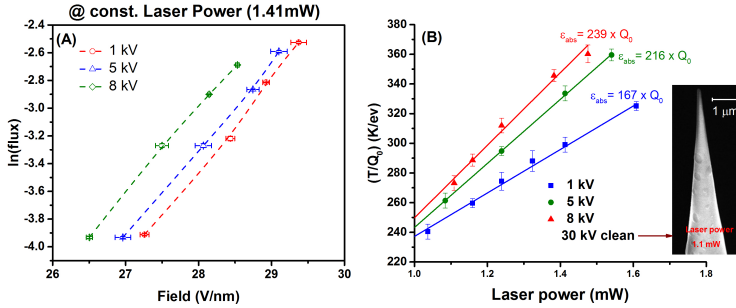 @ const. Laser Power (1.41mW)
(A)
1 kV
5 kV
8 kV
ln(flux)
-2.4
-2.6
-2.8
-3.0
-3.2
-3.4
-3.6
-3.8
-4.0
26
27
28
29
30
Field (V/nm)
(B)
εabs= 239 x Q0
εabs= 216 x Q0
εabs= 167 x Q0
(T/Q0) (K/ev)
380
360
340
320
300
280
260
240
220
1 kV
5 kV
8 kV
30 kV clean
1 μm
Laser power
1.1 mW
1.0
1.2
1.4
1.6
1.8
Laser power (mW)